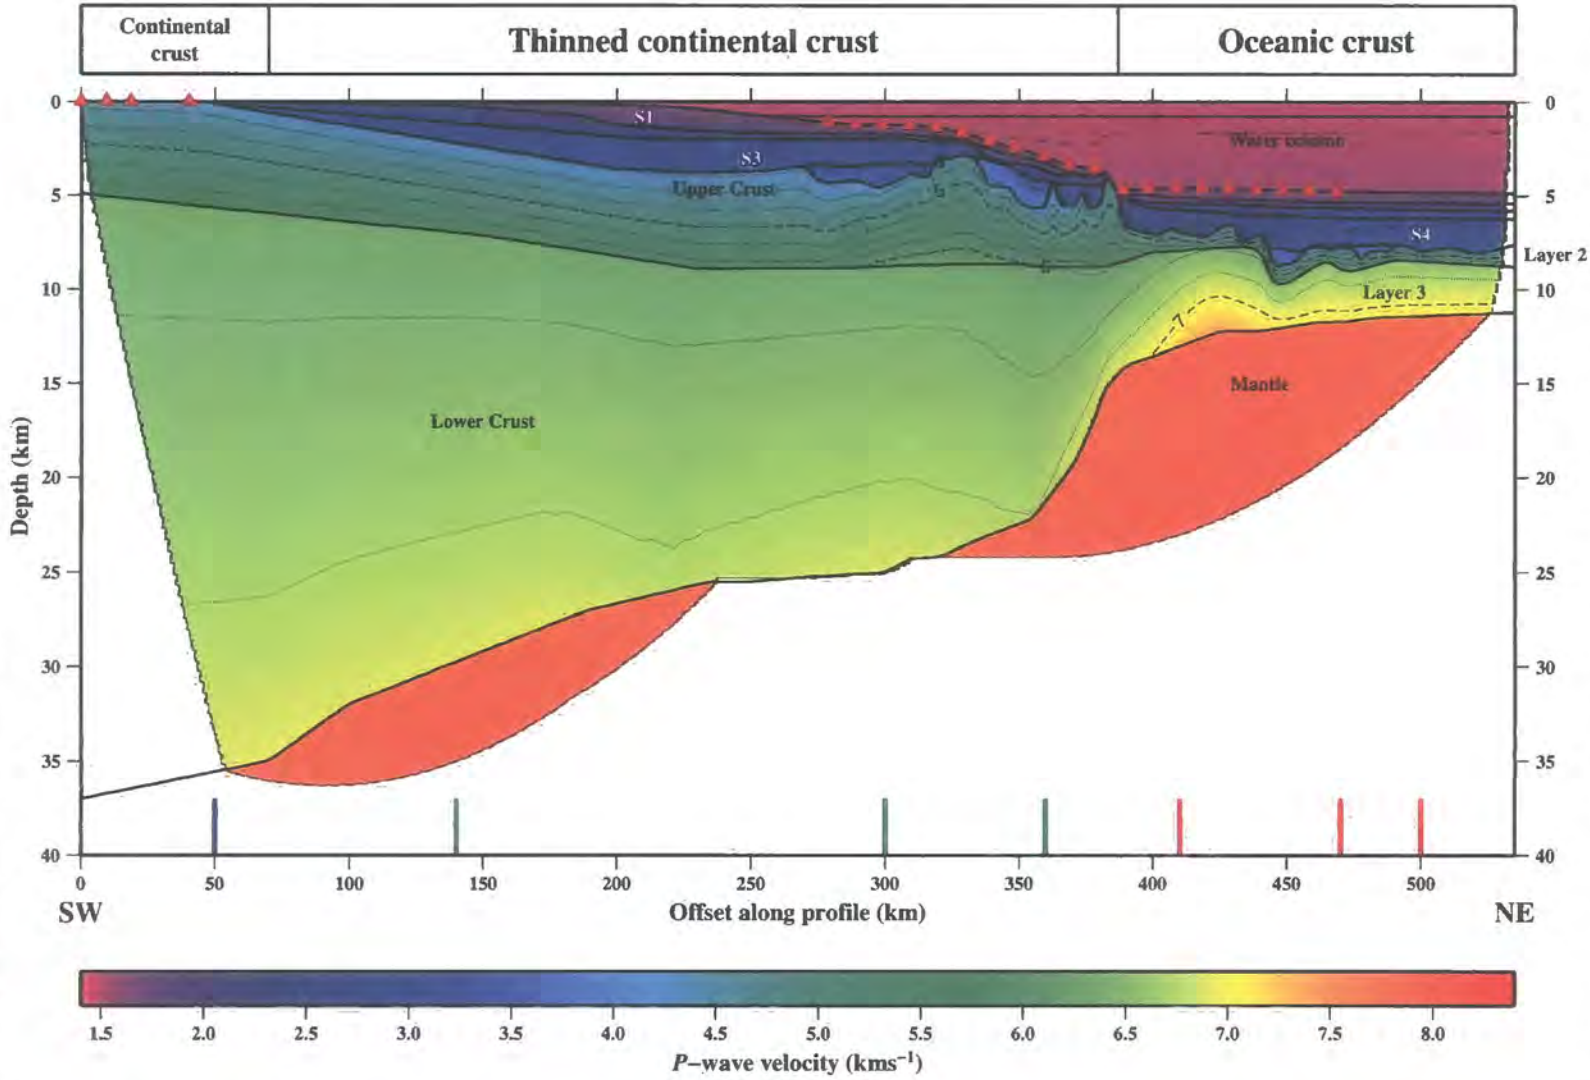 Continental
crust
Thinned continental crust
Oceanic crust
0
0
S1
Water column
S3
Upper Crust
6
5
5
S4
Layer 2
10
10
Layer 3
7
15
15
Mantle
Lower Crust
Depth (km)
20
20
25
25
30
30
35
35
40
40
0 50 100 150 200 250 300 350 400 450 500
SW
Offset along profile (km)
NE
1.5 2.0 2.5 3.0 3.5 4.0 4.5 5.0 5.5 6.0 6.5 7.0 7.5 8.0
P−wave velocity (kms⁻¹)